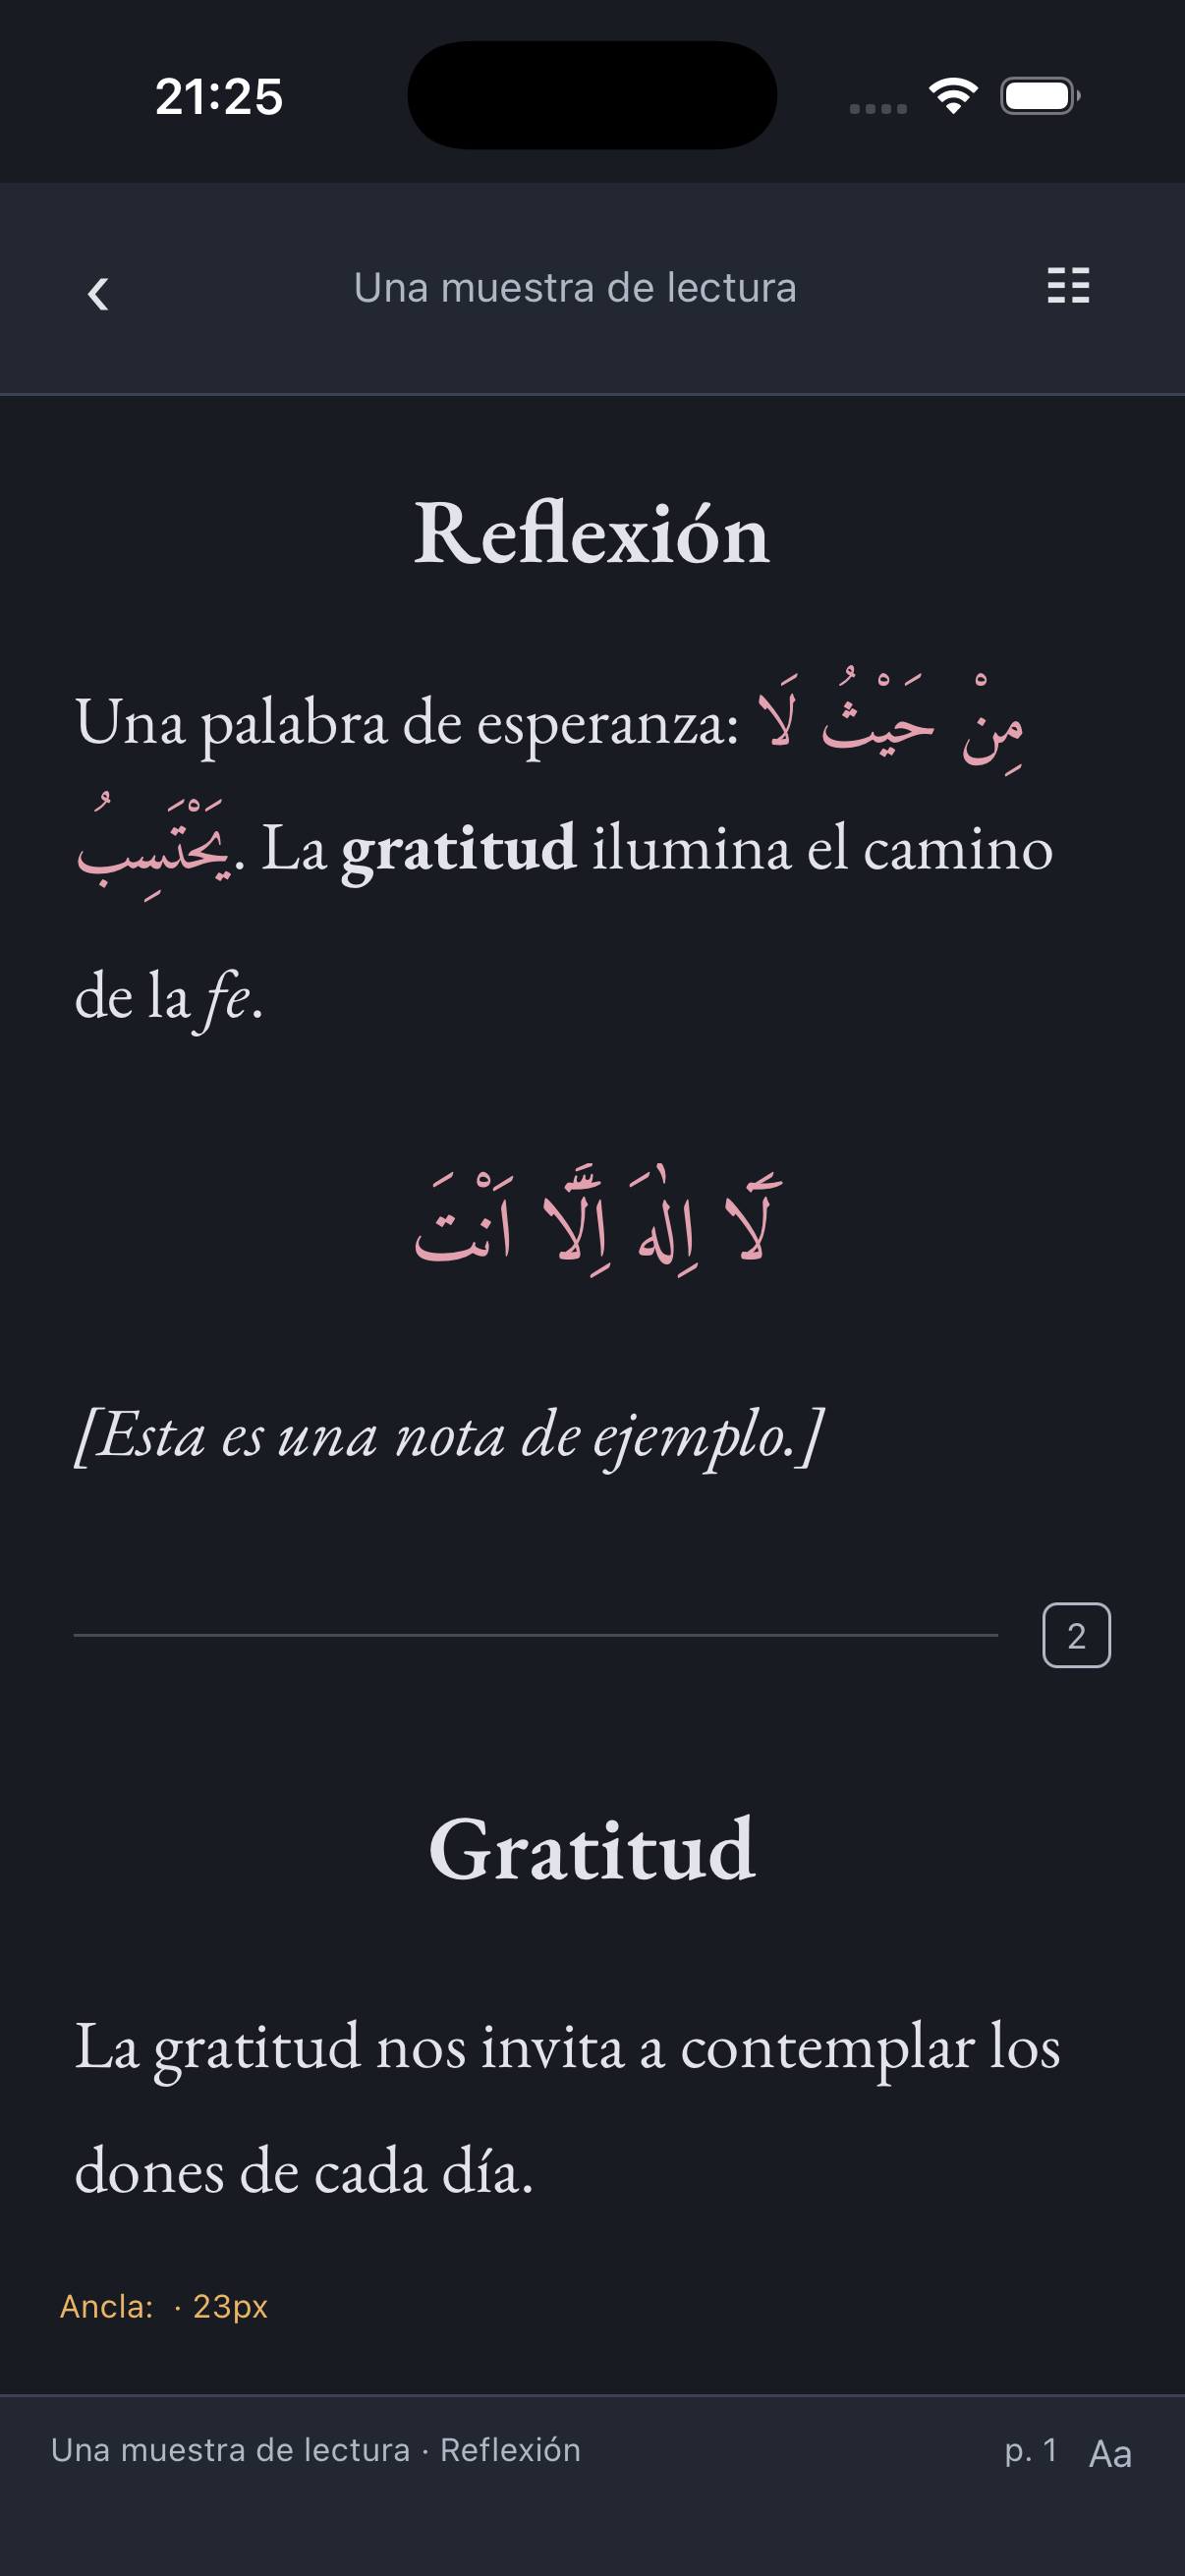 21:25
Una muestra de lectura
Reflexión
Una palabra de esperanza: مِنْ حَيْثُ لَا
يَحْتَسِبُ. La gratitud ilumina el camino
de la fe.
لَٓا اِلٰهَ اِلَّٓا اَنْتَ
[Esta es una nota de ejemplo.]
2
Gratitud
La gratitud nos invita a contemplar los
dones de cada día.
Ancla: · 23px
Una muestra de lectura · Reflexión p. 1 Aa